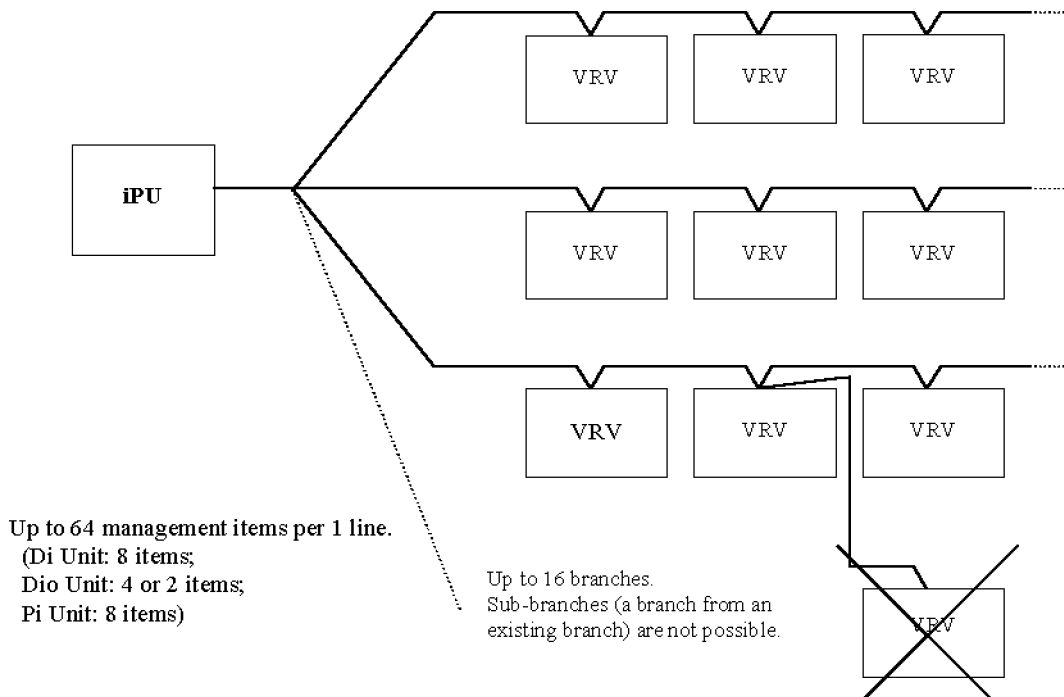 VRV VRV VRV
iPU
VRV VRV VRV
VRV VRV VRV
Up to 64 management items per 1 line.
(Di Unit: 8 items;
Dio Unit: 4 or 2 items;
Pi Unit: 8 items)
Up to 16 branches.
Sub-branches (a branch from an
existing branch) are not possible.
VRV